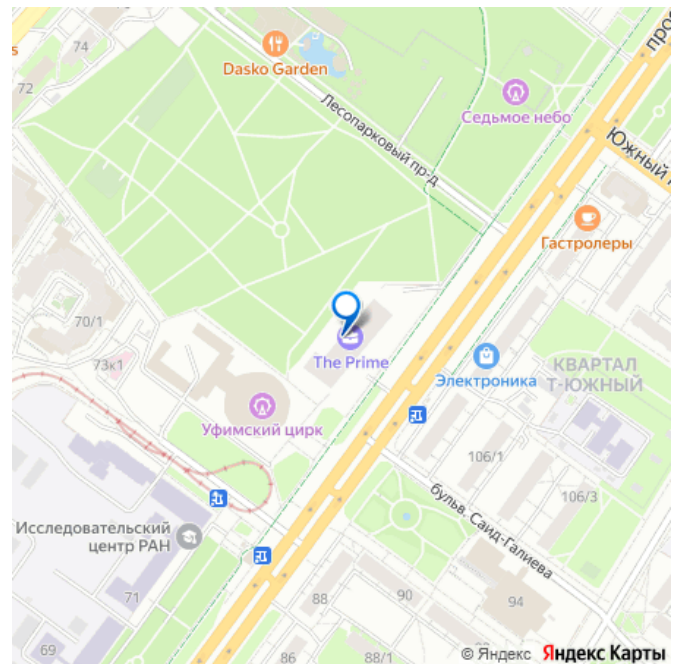 74
72
5
Dasko Garden
Лесопарковый пр-д
Седьмое небо
Южный
Гастролеры
70/1
73к1
The Prime
Электроника
КВАРТАЛ
Т-ЮЖНЫЙ
Уфимский цирк
106/1
106/3
бульв. Саид-Галиева
Исследовательский
центр РАН
71
69
88
90
94
86
88/1
© Яндекс Яндекс Карты